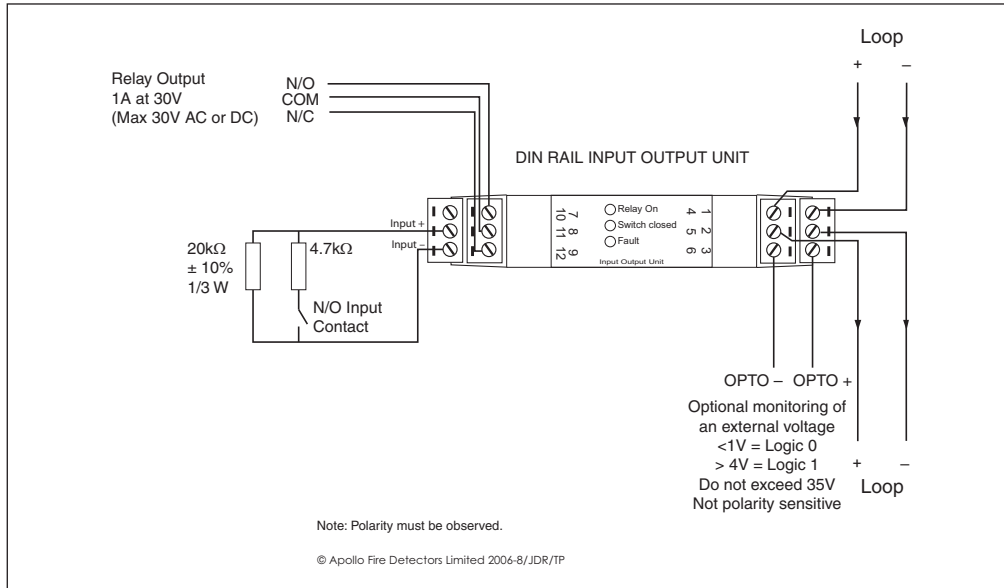 Loop
+ –
Relay Output
1A at 30V
(Max 30V AC or DC)
N/O
COM
N/C
DIN RAIL INPUT OUTPUT UNIT
Input +
Input –
7
8
9
10
11
12
Relay On
Switch closed
Fault
Input Output Unit
1
2
3
4
5
6
20kΩ
± 10%
1/3 W
4.7kΩ
N/O Input
Contact
OPTO – OPTO +
Optional monitoring of
an external voltage
<1V = Logic 0
> 4V = Logic 1
Do not exceed 35V
Not polarity sensitive
+ –
Loop
Note: Polarity must be observed.
© Apollo Fire Detectors Limited 2006-8/JDR/TP